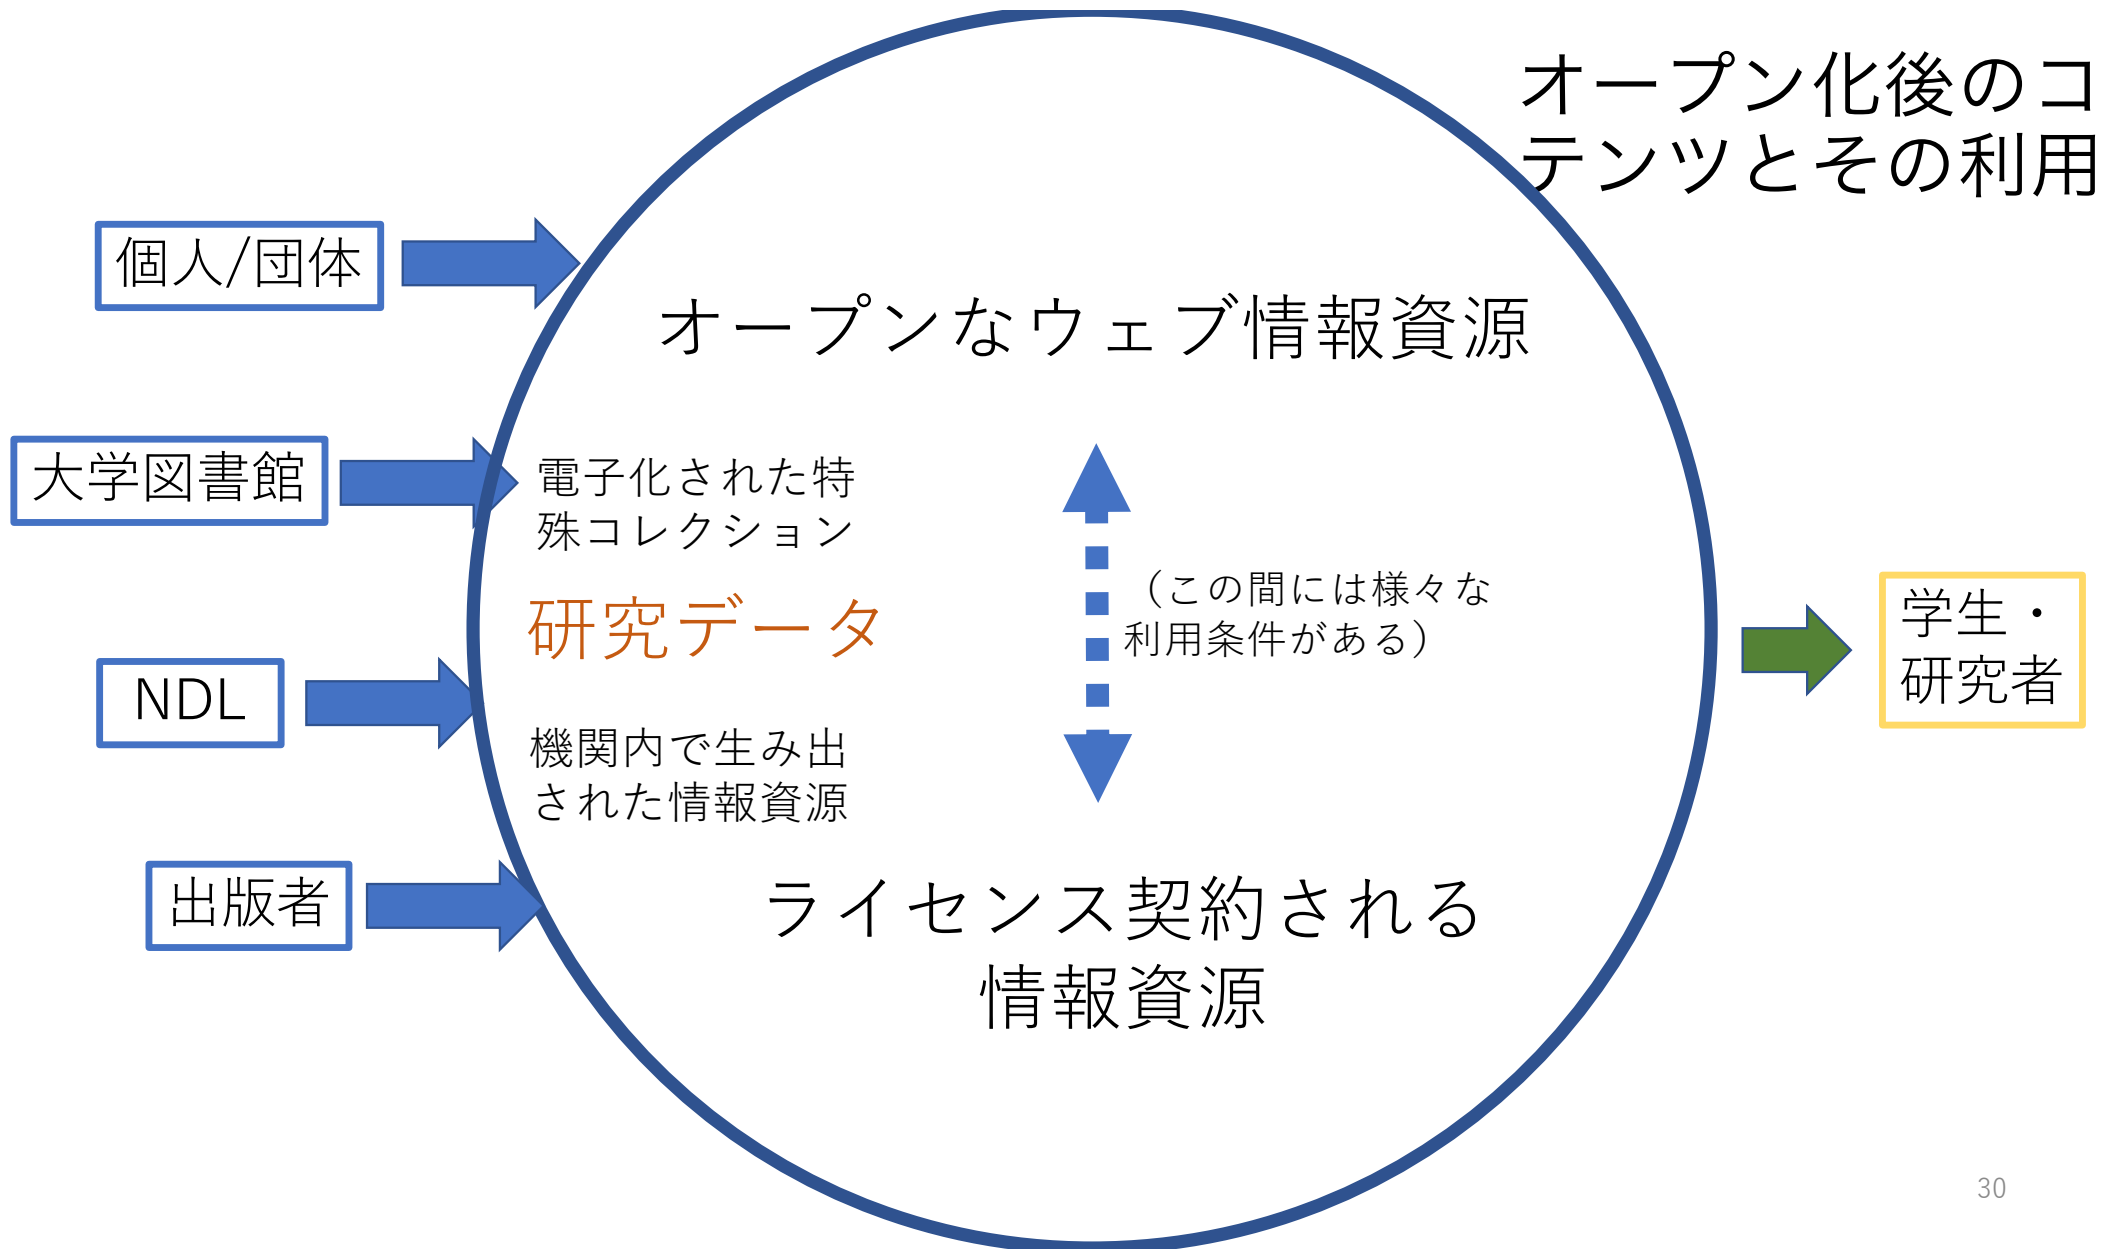 オープン化後のコ
テンツとその利用
個人/団体
オープンなウェブ情報資源
大学図書館
電子化された特
殊コレクション
（この間には様々な
利用条件がある）
研究データ
学生・
研究者
NDL
機関内で生み出
された情報資源
出版者
ライセンス契約される
情報資源
30